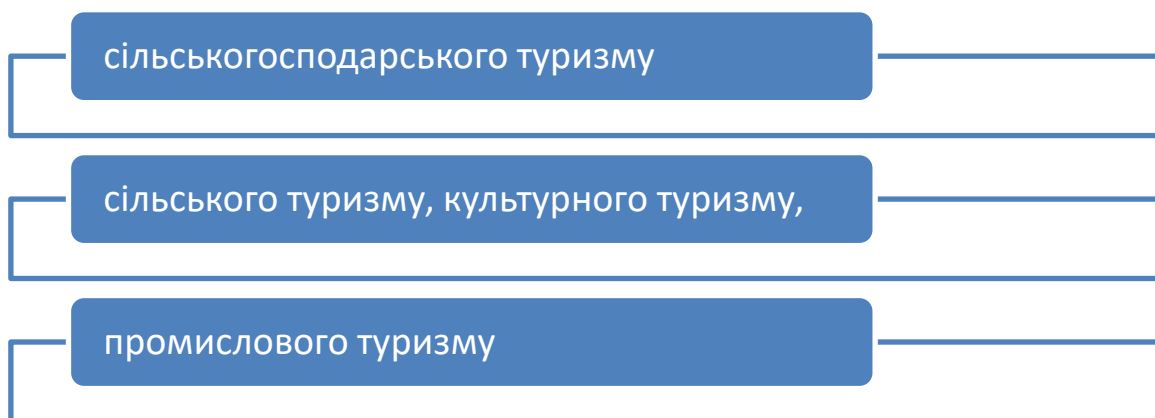 сільськогосподарського туризму
сільського туризму, культурного туризму,
промислового туризму